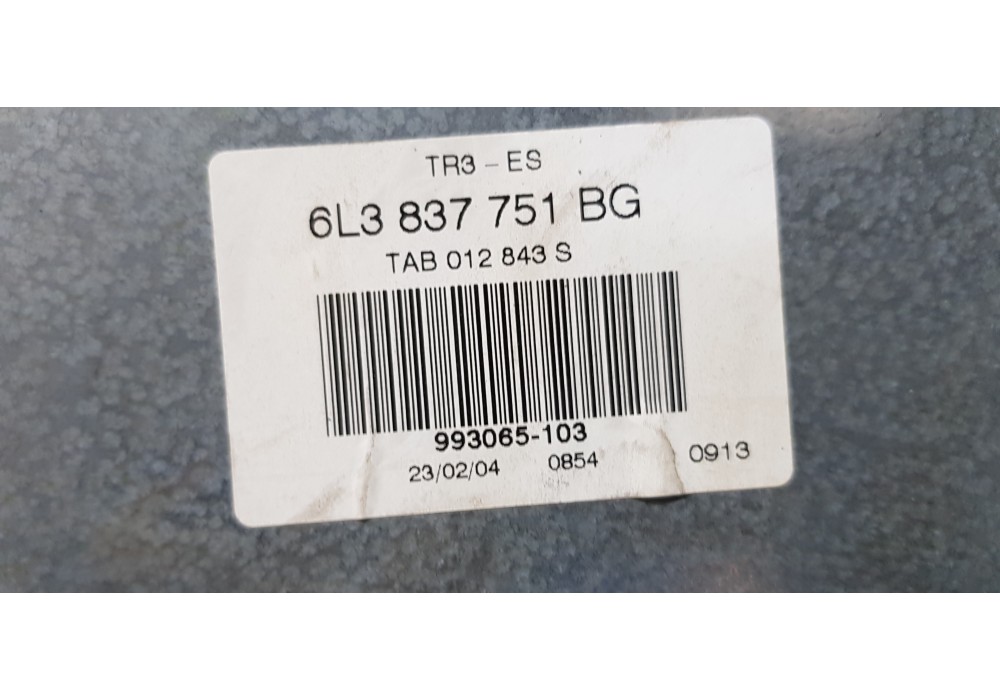 TR3 - ES
6L3 837 751 BG
TAB 012 843 S
993065-103
23/02/04 0854 0913